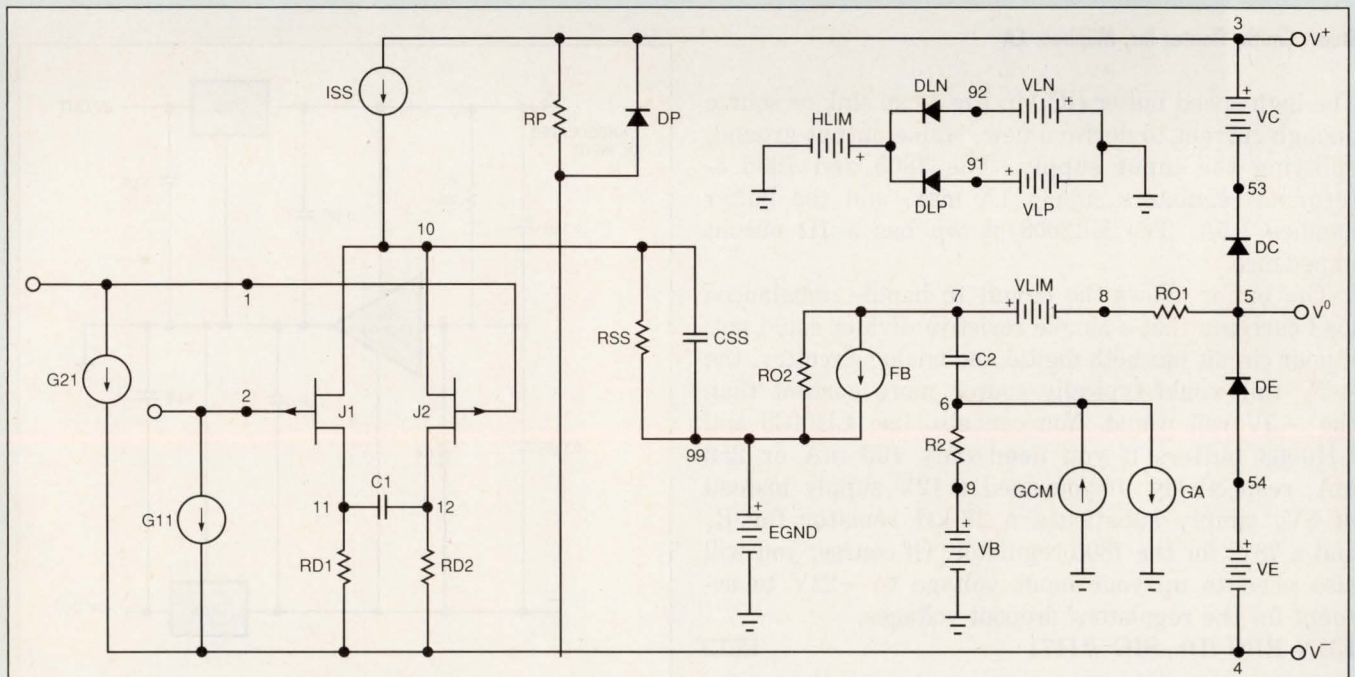 3
V⁺
ISS
RP
DP
DLN
92
VLN
HLIM
+
+
+
VC
91
+
DLP
VLP
53
DC
10
1
7
VLIM
+
8
RO1
5
V⁰
RSS
CSS
C2
G21
2
J1
J2
RO2
FB
DE
6
R2
99
GCM
GA
54
11
C1
12
9
G11
+
EGND
+
VB
+
VE
RD1
RD2
4
V⁻